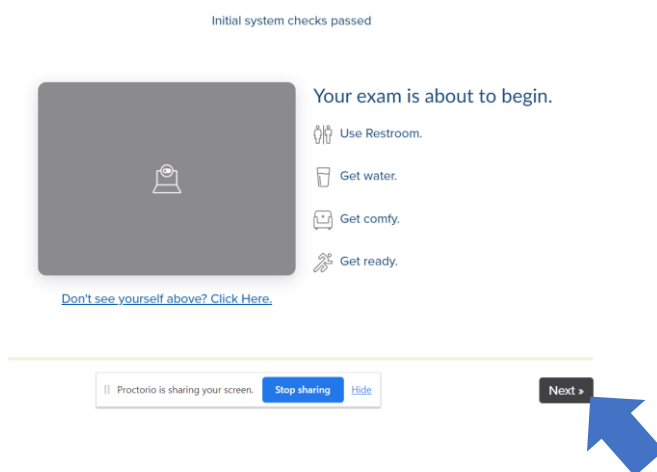 Initial system checks passed
Your exam is about to begin.
Use Restroom.
Get water.
Get comfy.
Get ready.
Don't see yourself above? Click Here.
Proctorio is sharing your screen. Stop sharing Hide
Next »